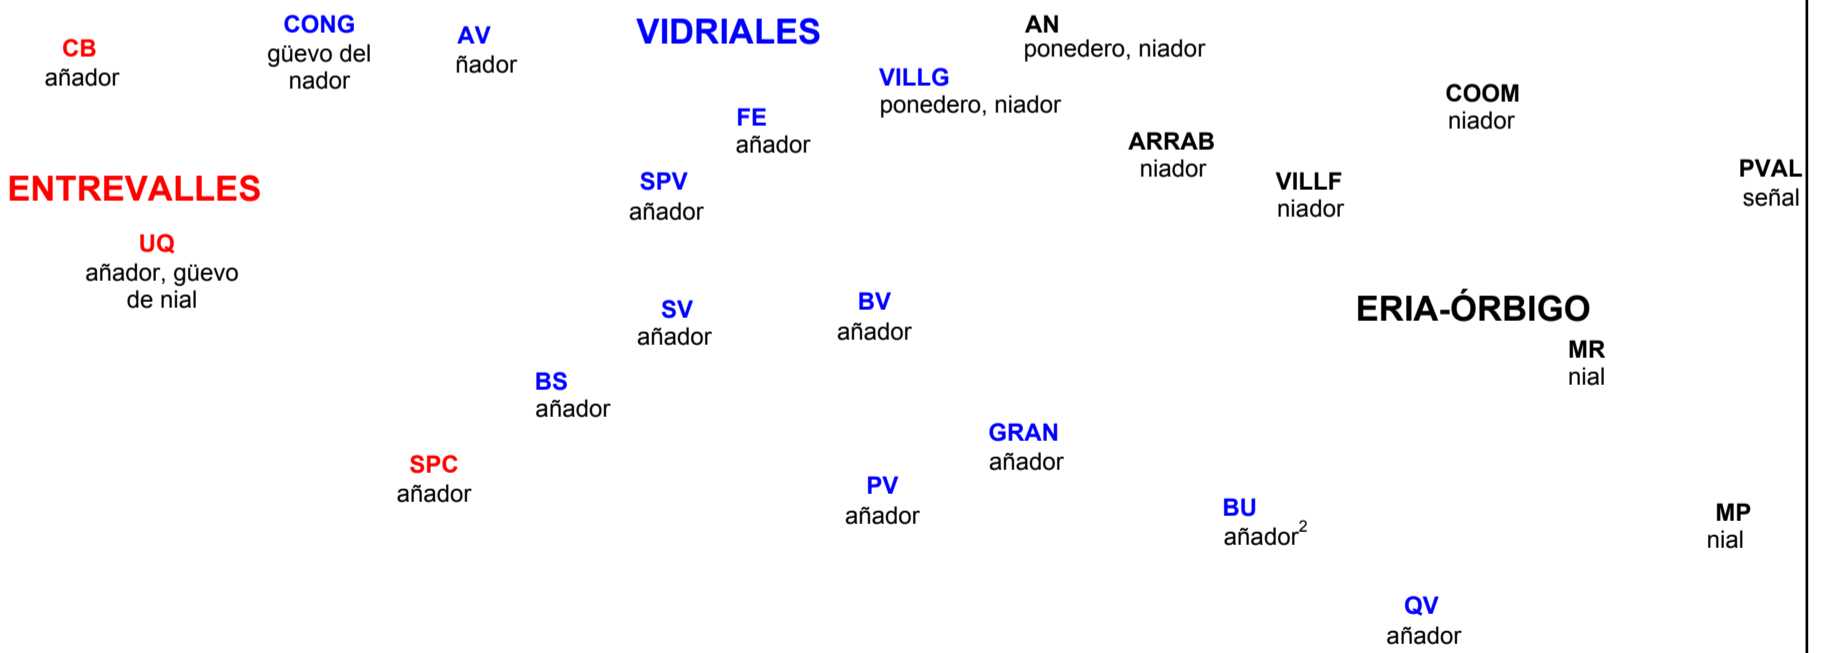 CB
añador
CONG
güevo del
nador
AV
ñador
VIDRIALES
AN
ponedero, niador
VILLG
ponedero, niador
FE
añador
COOM
niador
ARRAB
niador
ENTREVALLES
SPV
añador
VILLF
niador
PVAL
señal
UQ
añador, güevo
de nial
SV
añador
BV
añador
ERIA-ÓRBIGO
MR
nial
BS
añador
GRAN
añador
SPC
añador
PV
añador
BU
añador²
MP
nial
QV
añador